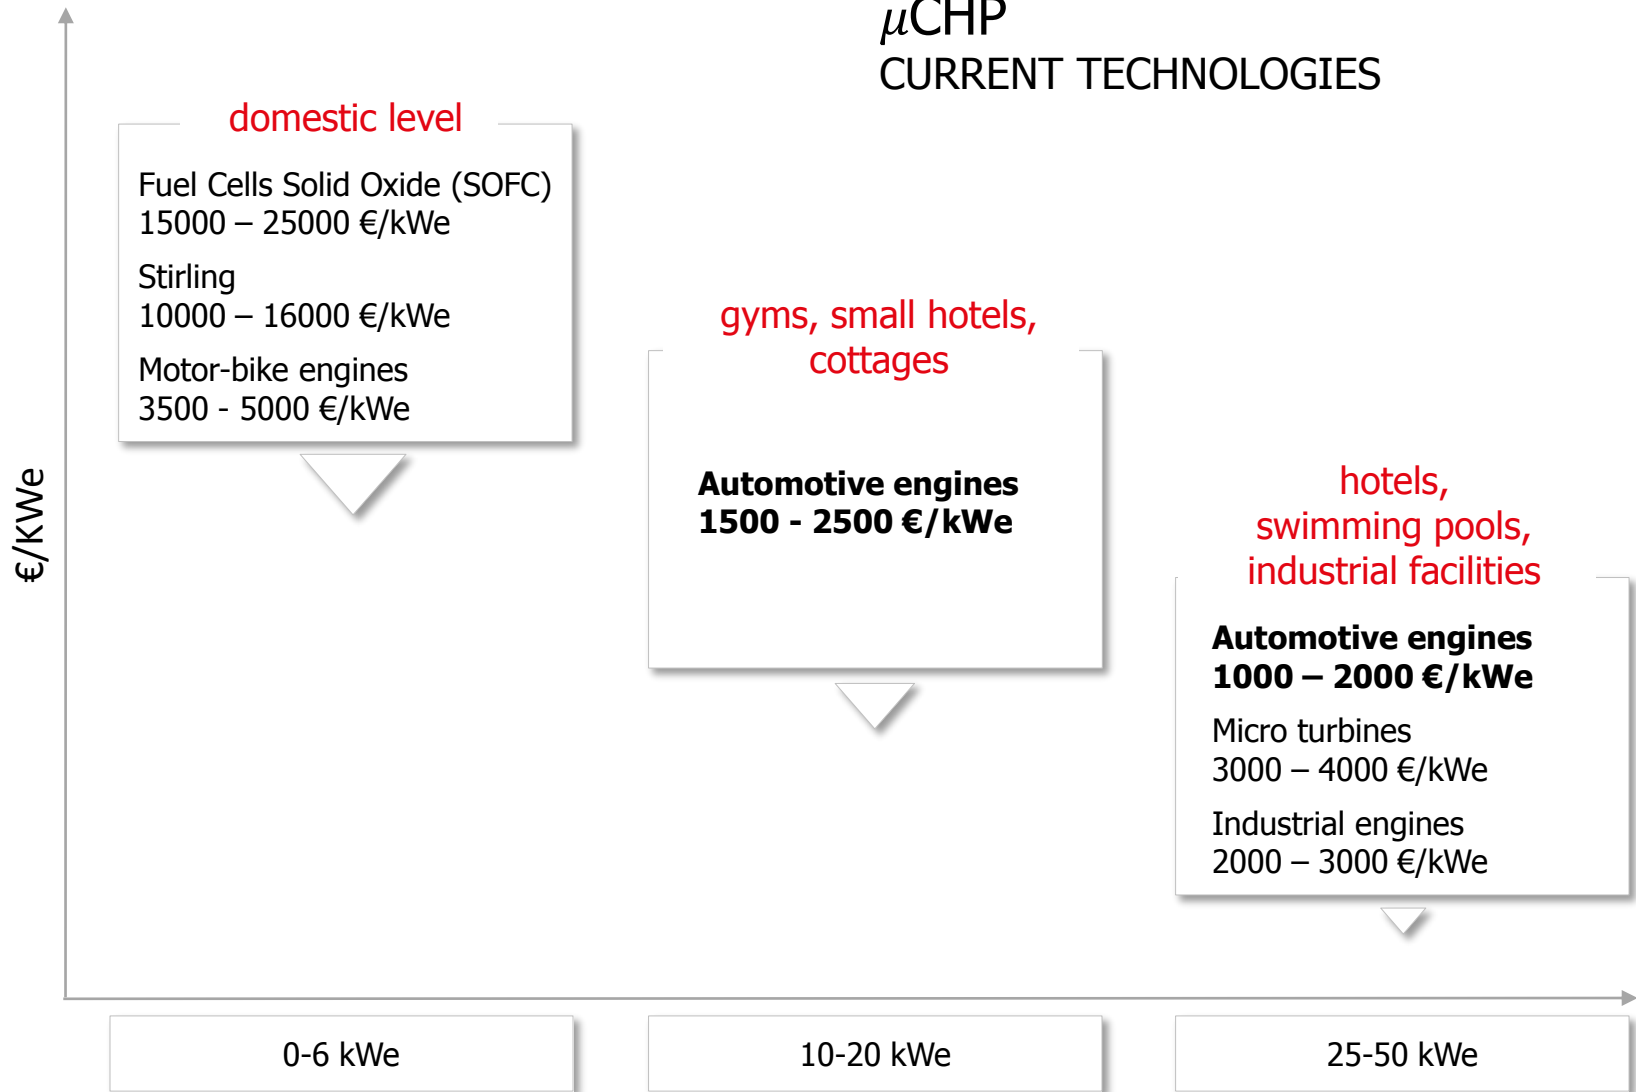 μCHP
CURRENT TECHNOLOGIES
€/KWe
domestic level
Fuel Cells Solid Oxide (SOFC)
15000 – 25000 €/kWe
Stirling
10000 – 16000 €/kWe
Motor-bike engines
3500 - 5000 €/kWe
gyms, small hotels,
cottages
Automotive engines
1500 - 2500 €/kWe
hotels,
swimming pools,
industrial facilities
Automotive engines
1000 – 2000 €/kWe
Micro turbines
3000 – 4000 €/kWe
Industrial engines
2000 – 3000 €/kWe
0-6 kWe
10-20 kWe
25-50 kWe